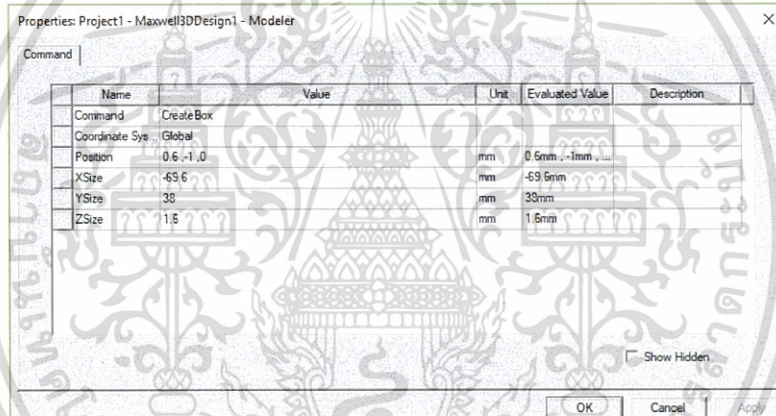 Properties: Project1 - Maxwell3DDesign1 - Modeler
Command
Name Value Unit Evaluated Value Description
Command CreateBox
Coordinate Sys... Global
Position 0.6 ,-1 ,0 mm 0.6mm , -1mm , ...
XSize -69.6 mm -69.6mm
YSize 38 mm 38mm
ZSize 1.6 mm 1.6mm
Show Hidden
OK Cancel Apply